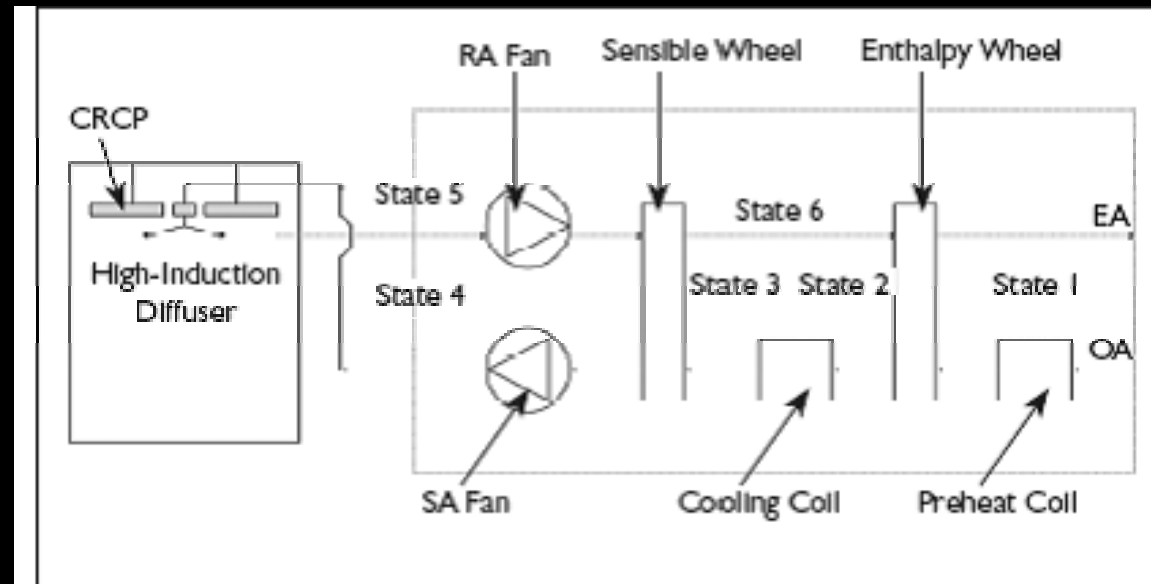 RA Fan
Sensible Wheel
Enthalpy Wheel
CRCP
State 5
State 6
EA
High-Induction
Diffuser
State 4
State 3
State 2
State 1
OA
SA Fan
Cooling Coil
Preheat Coil